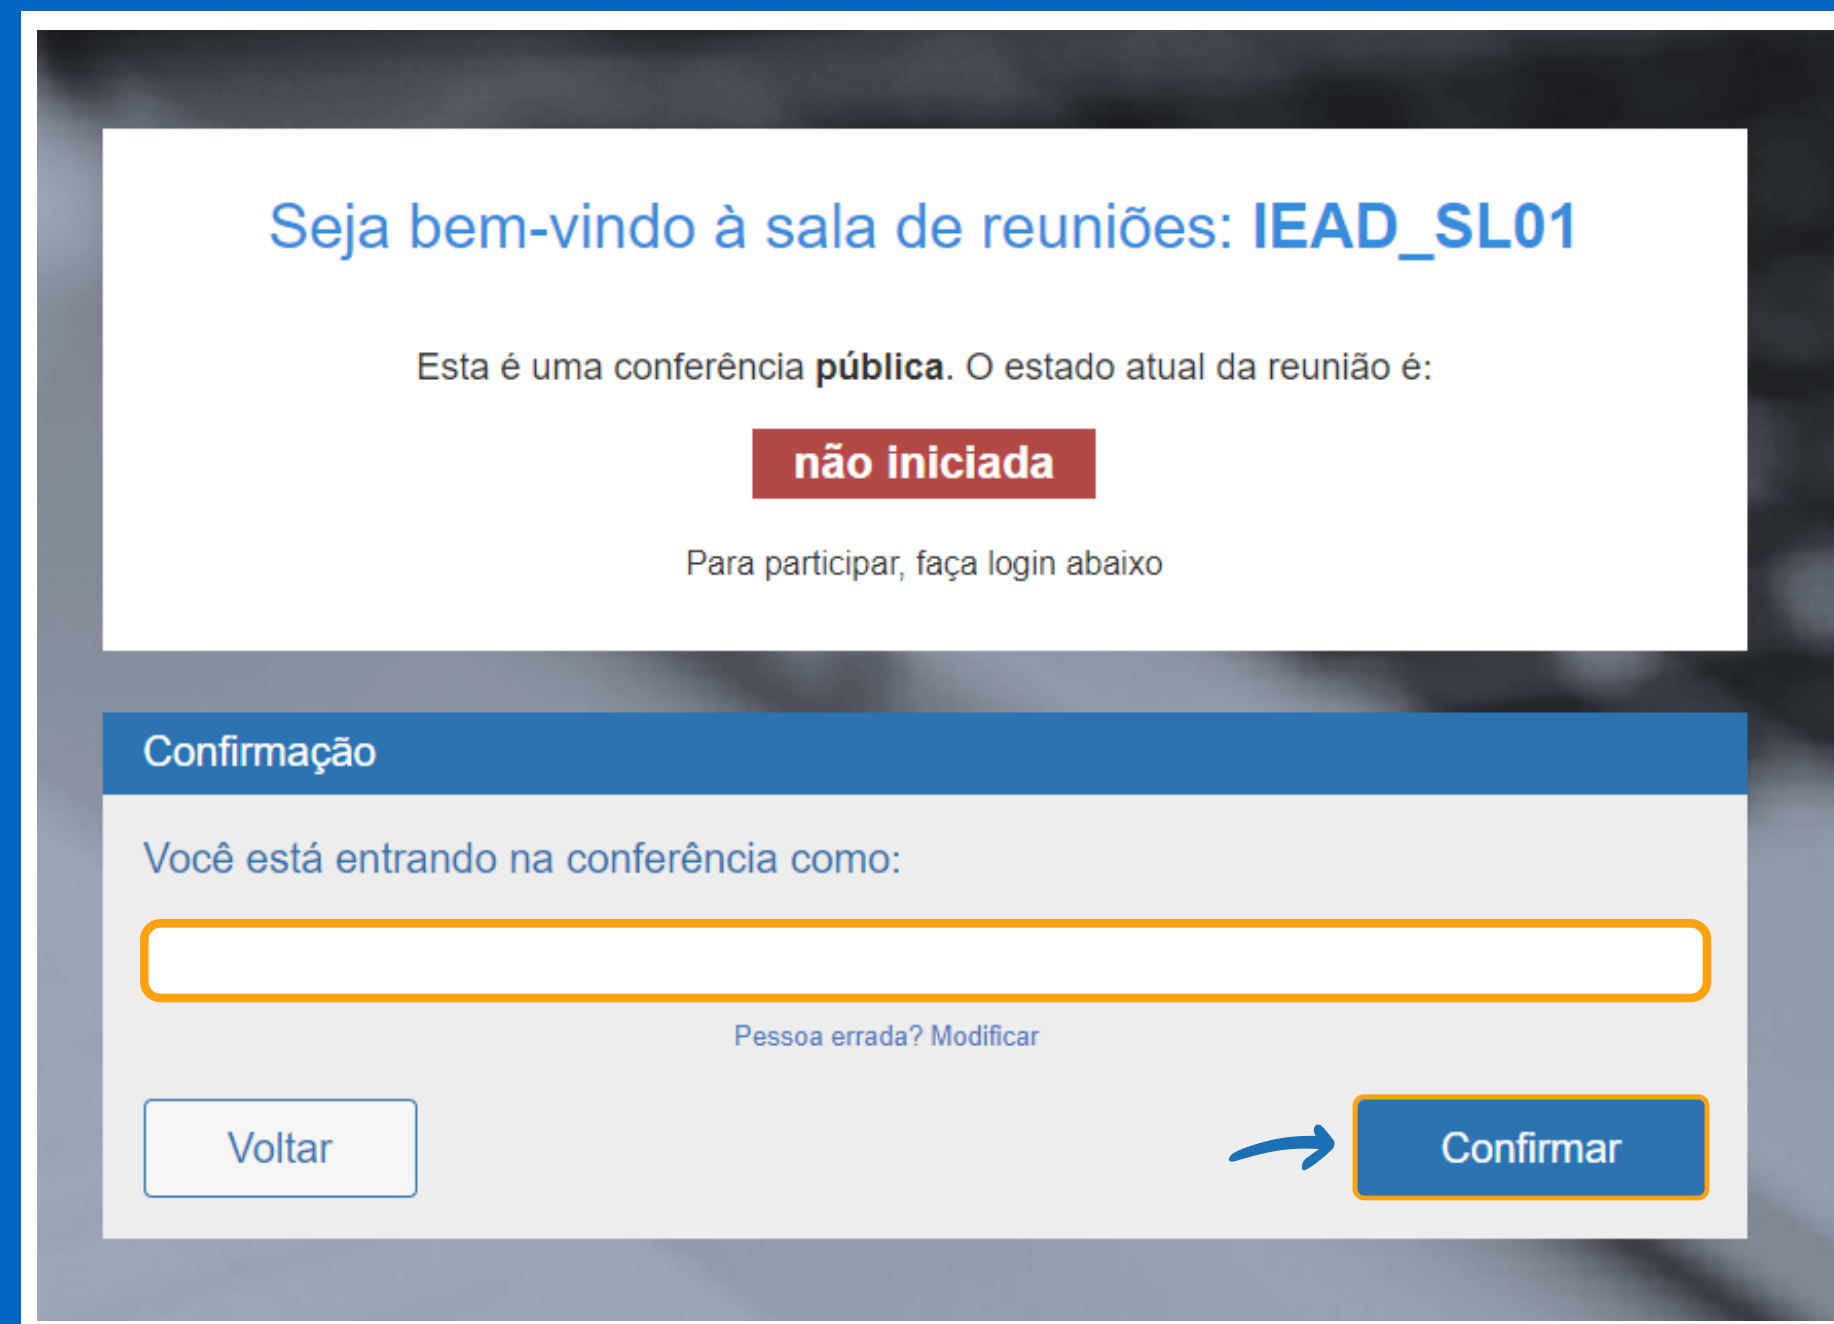 Seja bem-vindo à sala de reuniões: IEAD_SL01
Esta é uma conferência pública. O estado atual da reunião é:
não iniciada
Para participar, faça login abaixo
Confirmação
Você está entrando na conferência como:
Pessoa errada? Modificar
Voltar
Confirmar